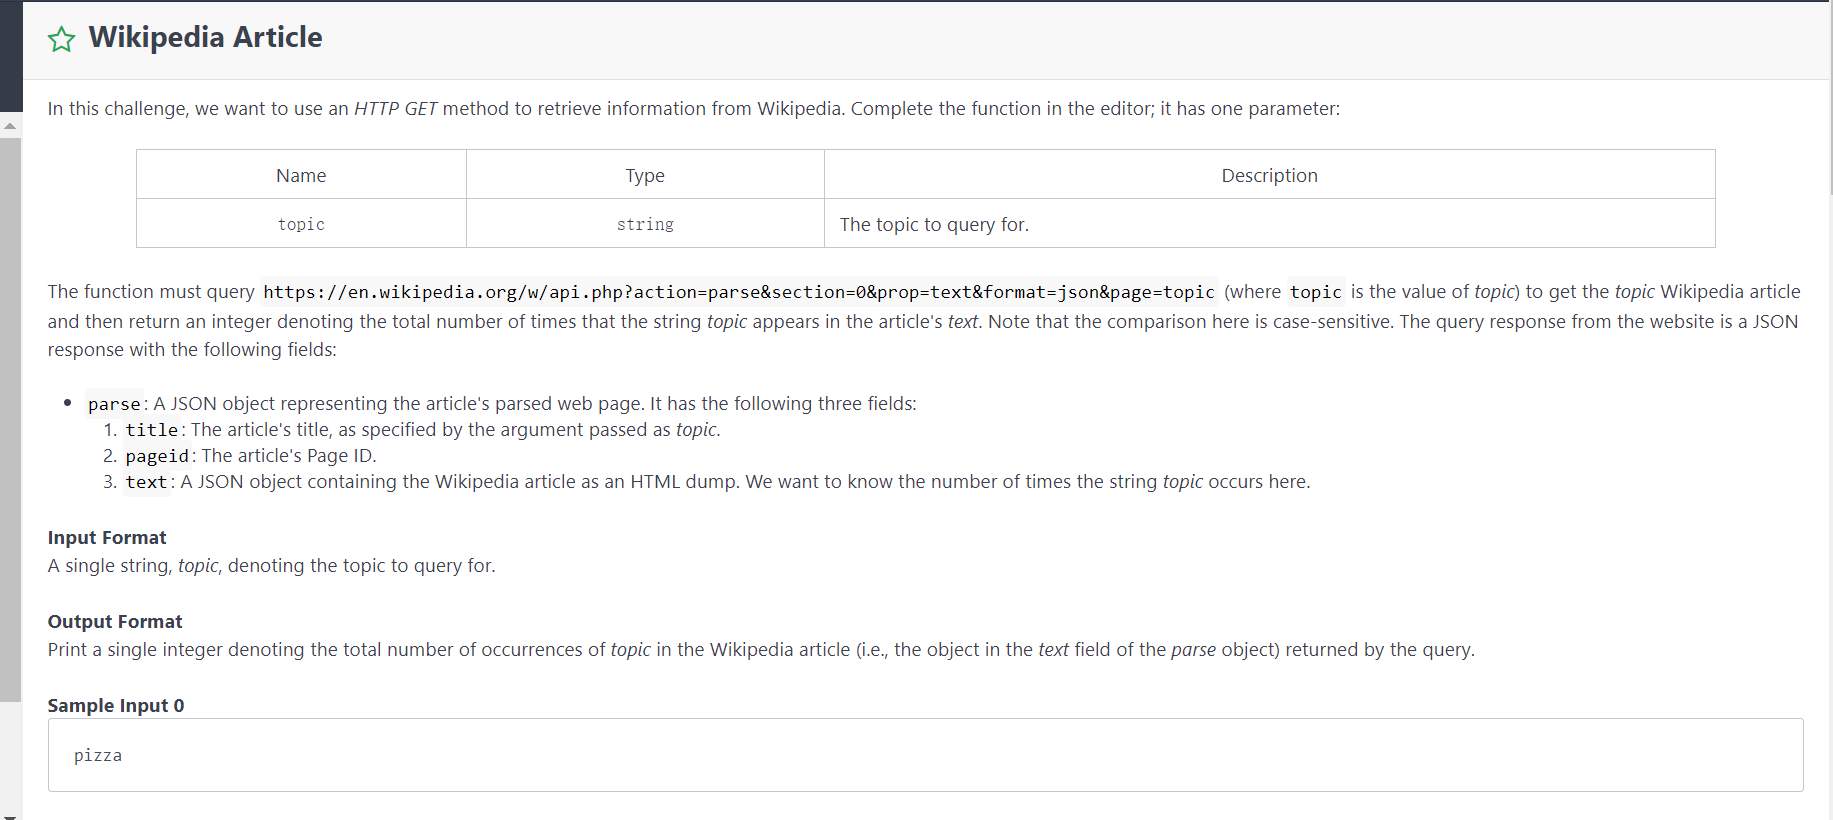 Wikipedia Article
In this challenge, we want to use an HTTP GET method to retrieve information from Wikipedia. Complete the function in the editor; it has one parameter:
Name Type Description
topic string The topic to query for.
The function must query https://en.wikipedia.org/w/api.php?action=parse&section=0&prop=text&format=json&page=topic (where topic is the value of topic) to get the topic Wikipedia article
and then return an integer denoting the total number of times that the string topic appears in the article's text. Note that the comparison here is case-sensitive. The query response from the website is a JSON
response with the following fields:
• parse: A JSON object representing the article's parsed web page. It has the following three fields:
1. title: The article's title, as specified by the argument passed as topic.
2. pageid: The article's Page ID.
3. text: A JSON object containing the Wikipedia article as an HTML dump. We want to know the number of times the string topic occurs here.
Input Format
A single string, topic, denoting the topic to query for.
Output Format
Print a single integer denoting the total number of occurrences of topic in the Wikipedia article (i.e., the object in the text field of the parse object) returned by the query.
Sample Input 0
pizza